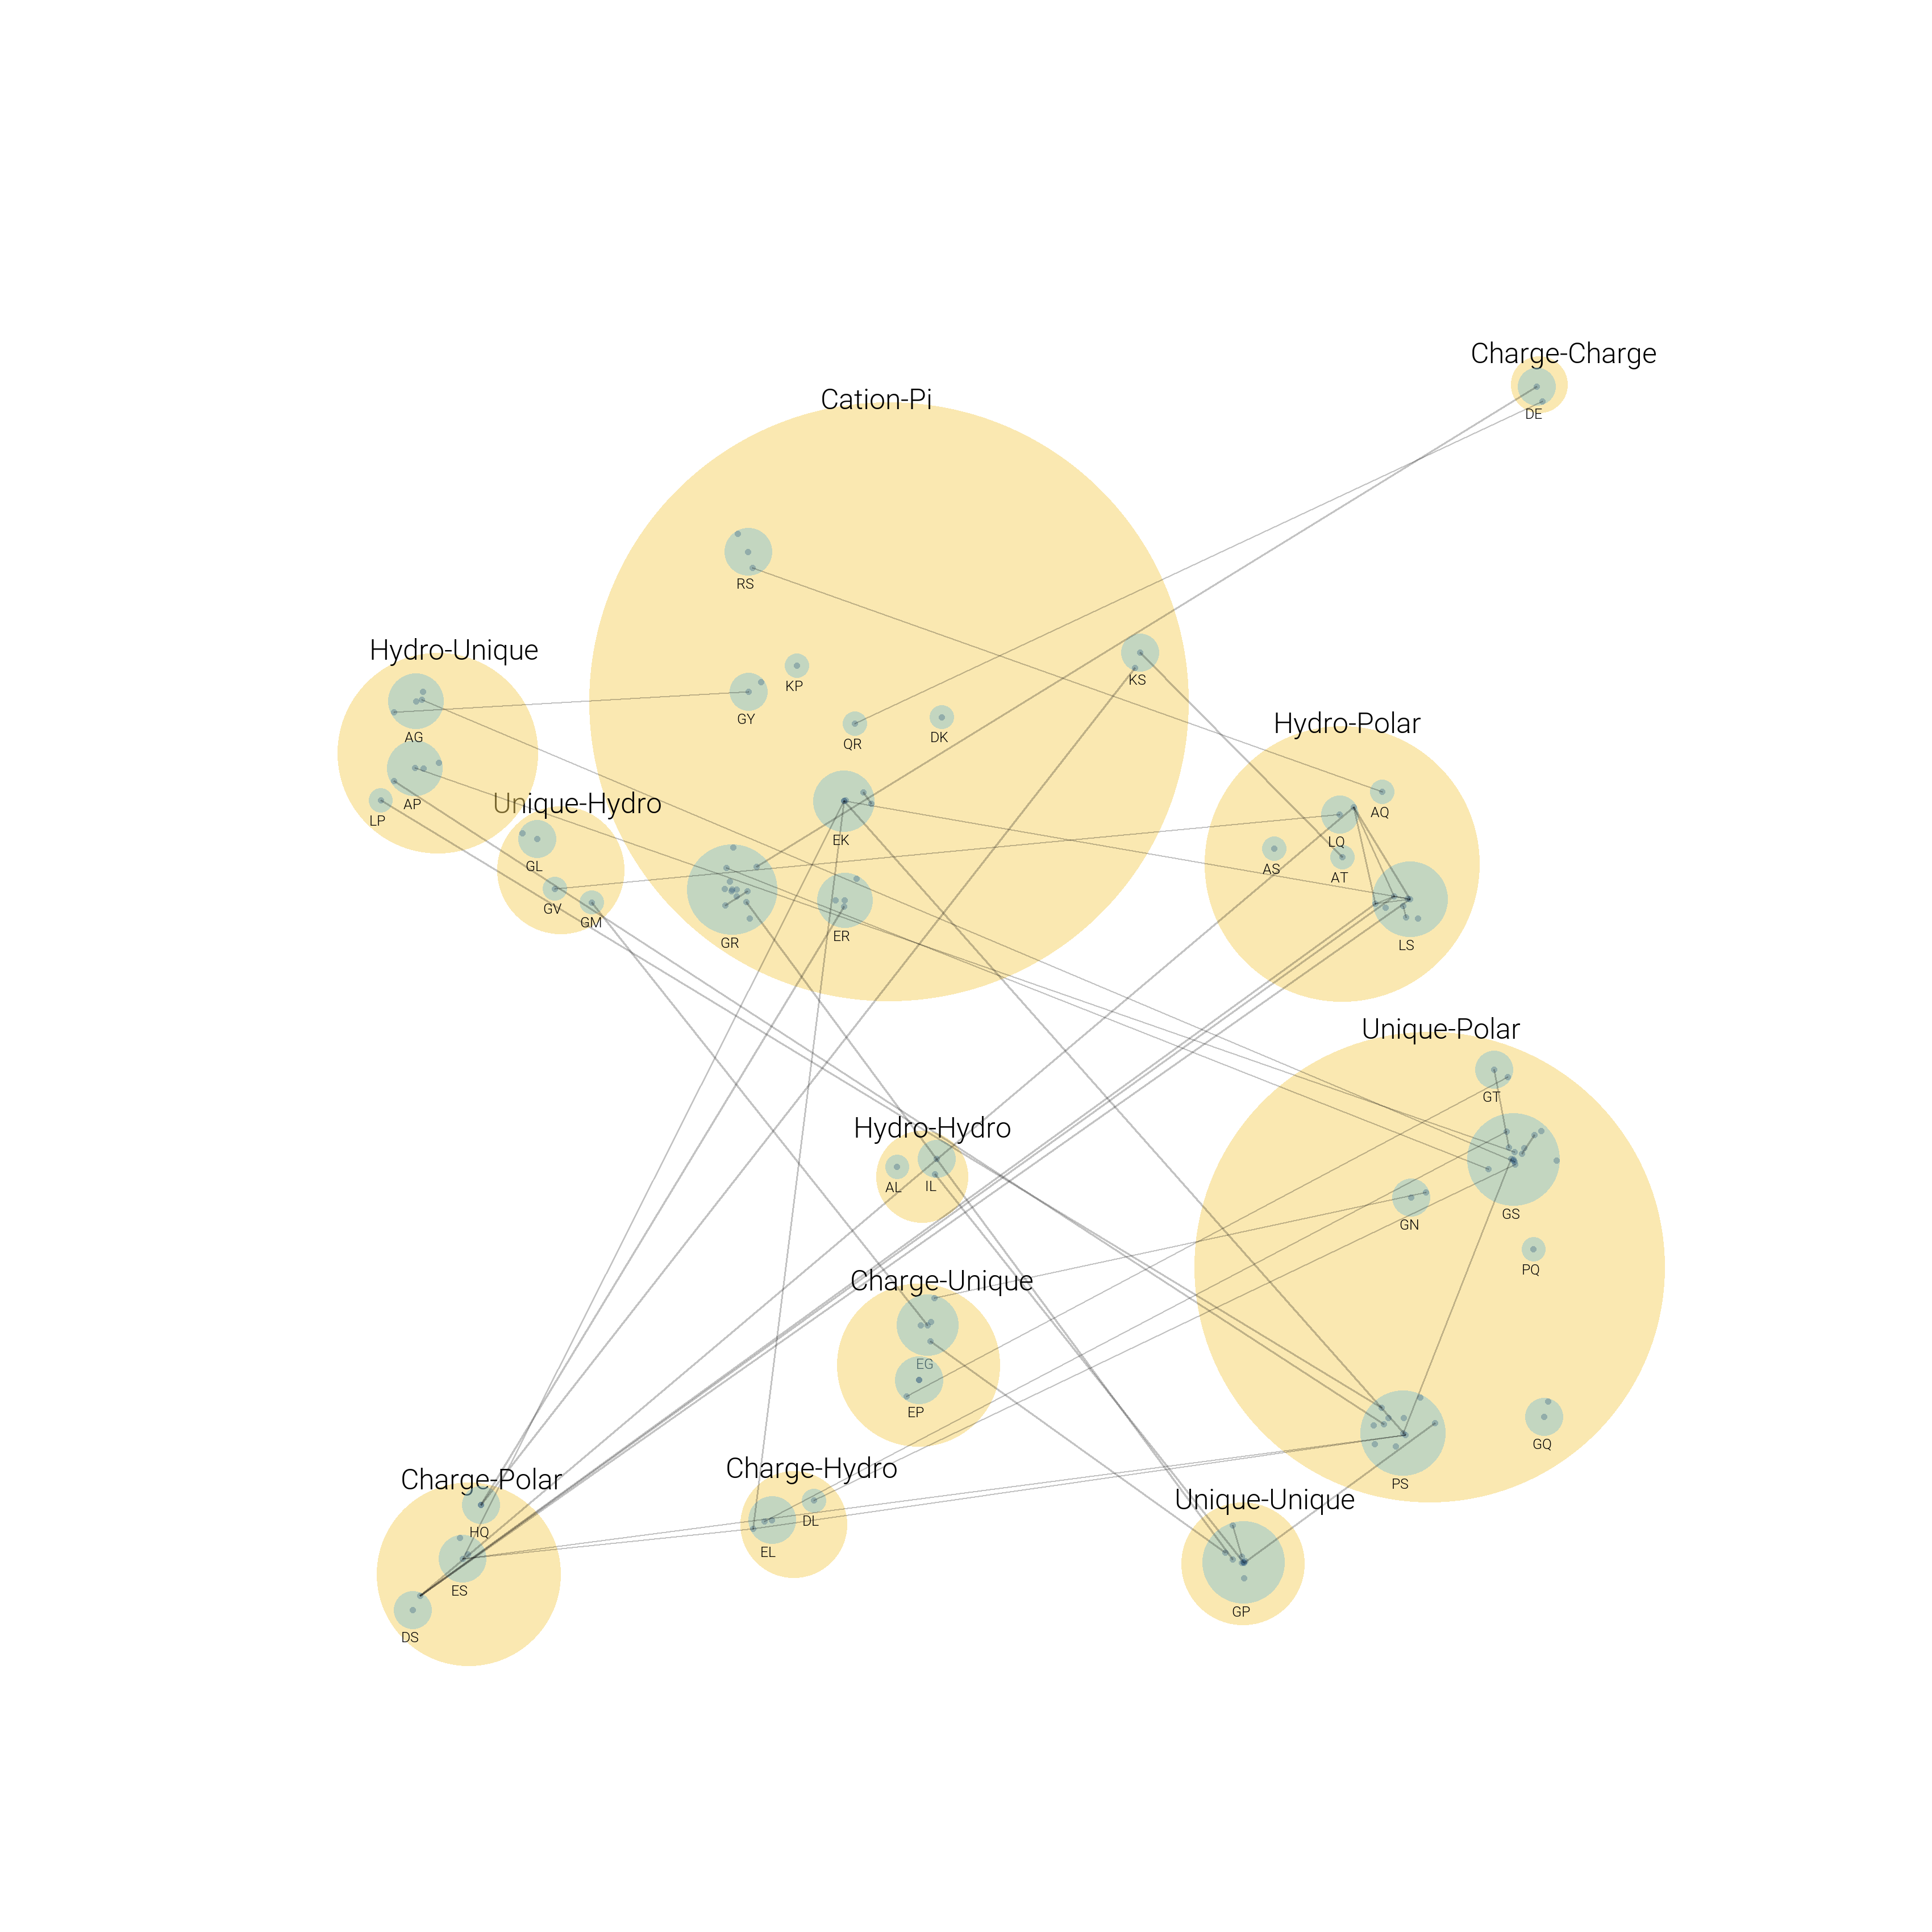 Charge-Charge
DE
Cation-Pi
RS
Hydro-Unique
KP
KS
GY
AG
QR
DK
Hydro-Polar
AP
LP
Unique-Hydro
EK
AQ
LQ
GL
AS
AT
GV
GM
GR
ER
LS
Unique-Polar
GT
Hydro-Hydro
AL
IL
GS
GN
PQ
Charge-Unique
EG
EP
GQ
Charge-Hydro
Charge-Polar
PS
Unique-Unique
DL
HQ
EL
ES
GP
DS